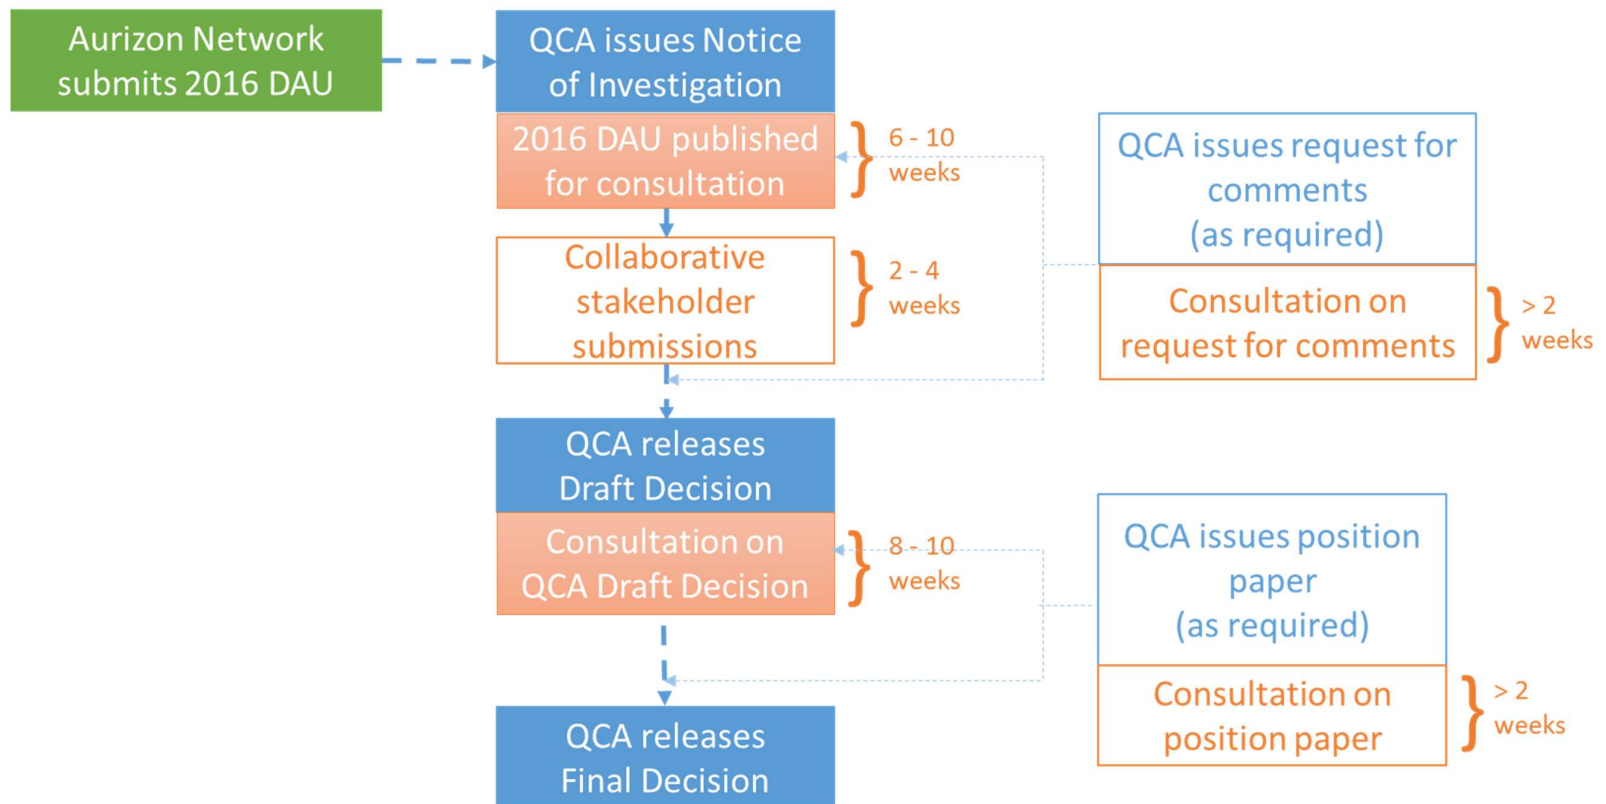 Aurizon Network
submits 2016 DAU
QCA issues Notice
of Investigation
2016 DAU published
for consultation
6 - 10
weeks
Collaborative
stakeholder
submissions
2 - 4
weeks
QCA issues request for
comments
(as required)
Consultation on
request for comments
> 2
weeks
QCA releases
Draft Decision
Consultation on
QCA Draft Decision
8 - 10
weeks
QCA issues position
paper
(as required)
Consultation on
position paper
> 2
weeks
QCA releases
Final Decision